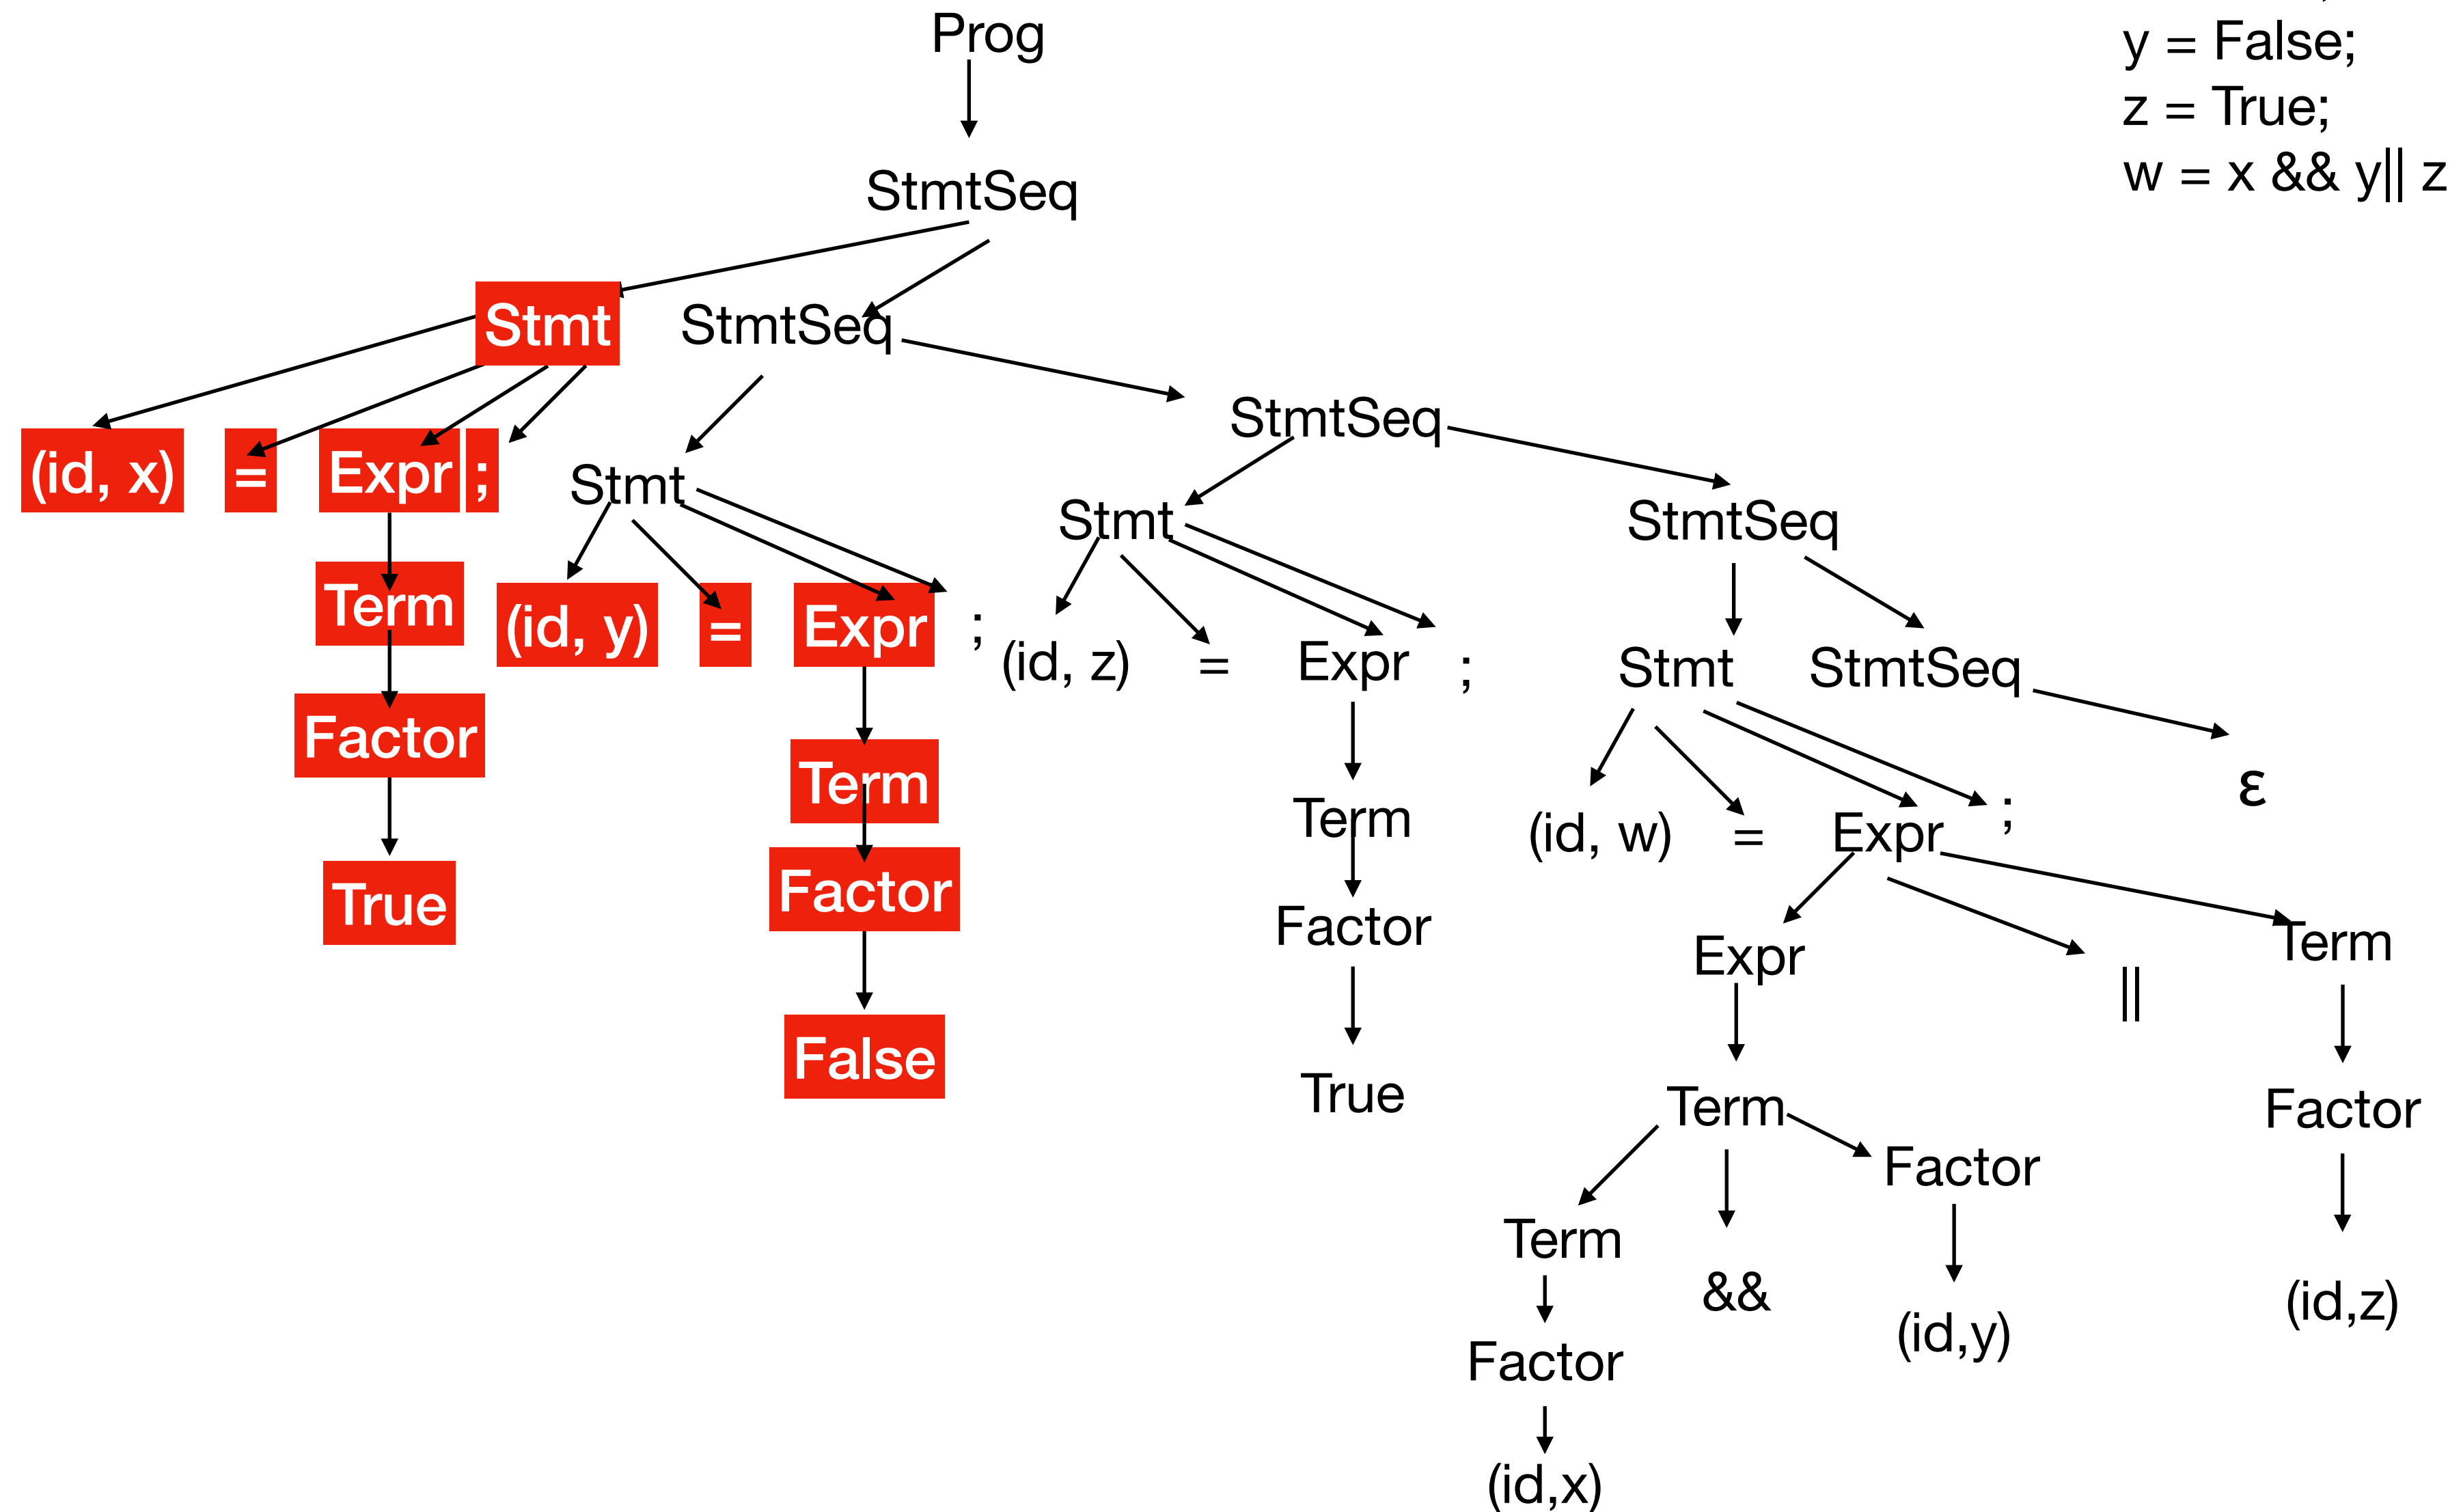 Prog
y = False;
z = True;
w = x && y|| z
StmtSeq
Stmt StmtSeq
StmtSeq
(id, x) = Expr ;
Stmt
Stmt
StmtSeq
Term
(id, y) = Expr ;
(id, z) = Expr ;
Stmt StmtSeq
Factor
Term
ε
Term
(id, w) = Expr ;
True
Factor
Factor
Expr
||
Term
False
True
Term
Factor
Factor
Term
&&
(id,y)
(id,z)
Factor
(id,x)